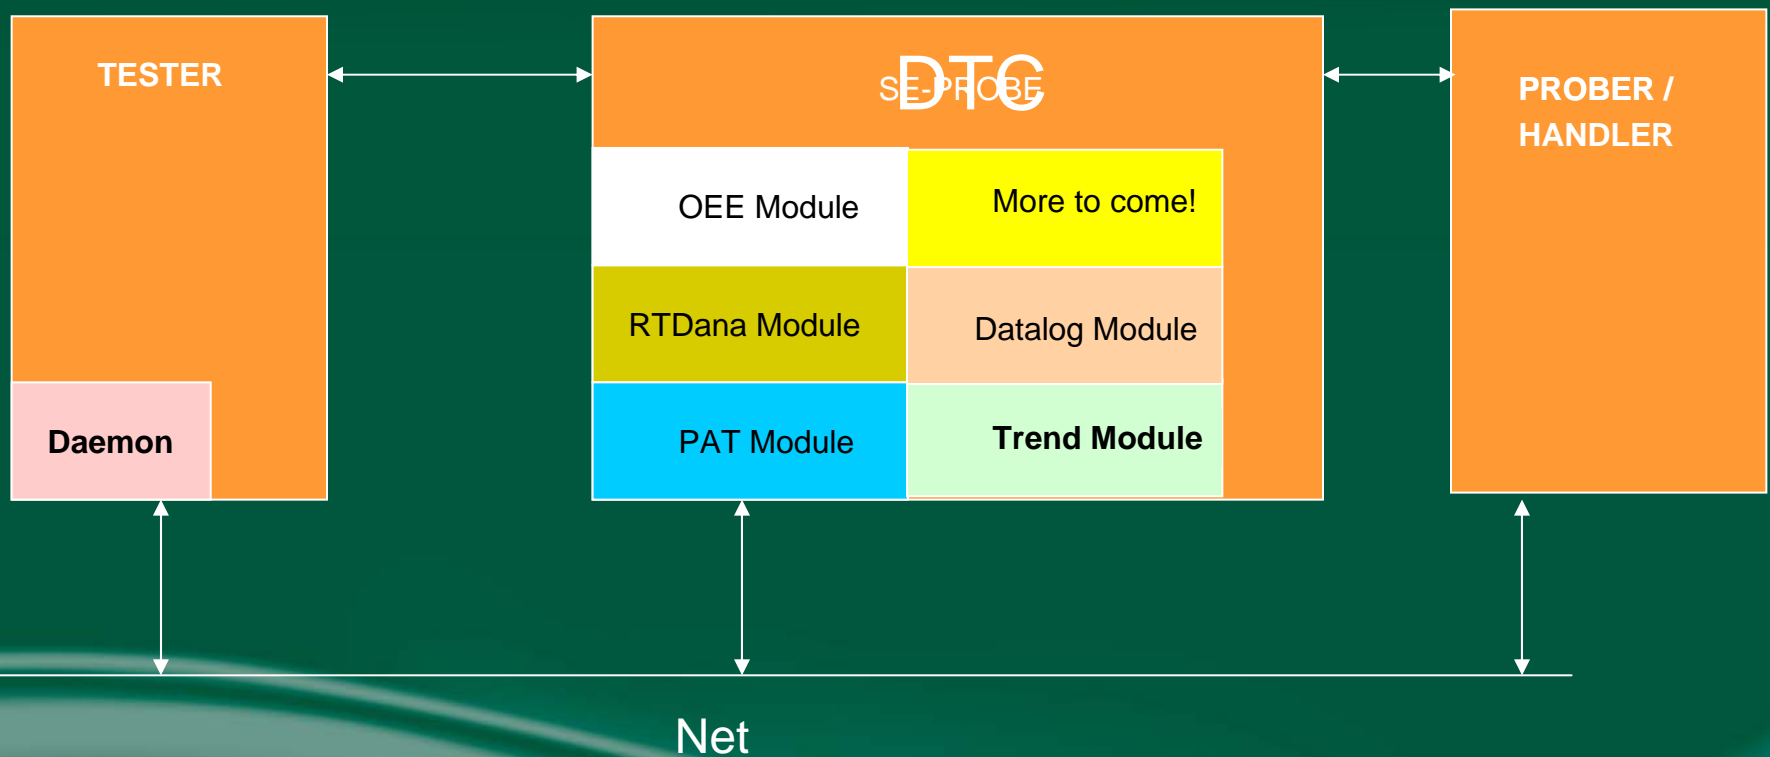 TESTER
DTC
SE-PROBE
PROBER /
HANDLER
OEE Module
More to come!
RTDana Module
Datalog Module
Daemon
PAT Module
Trend Module
Net